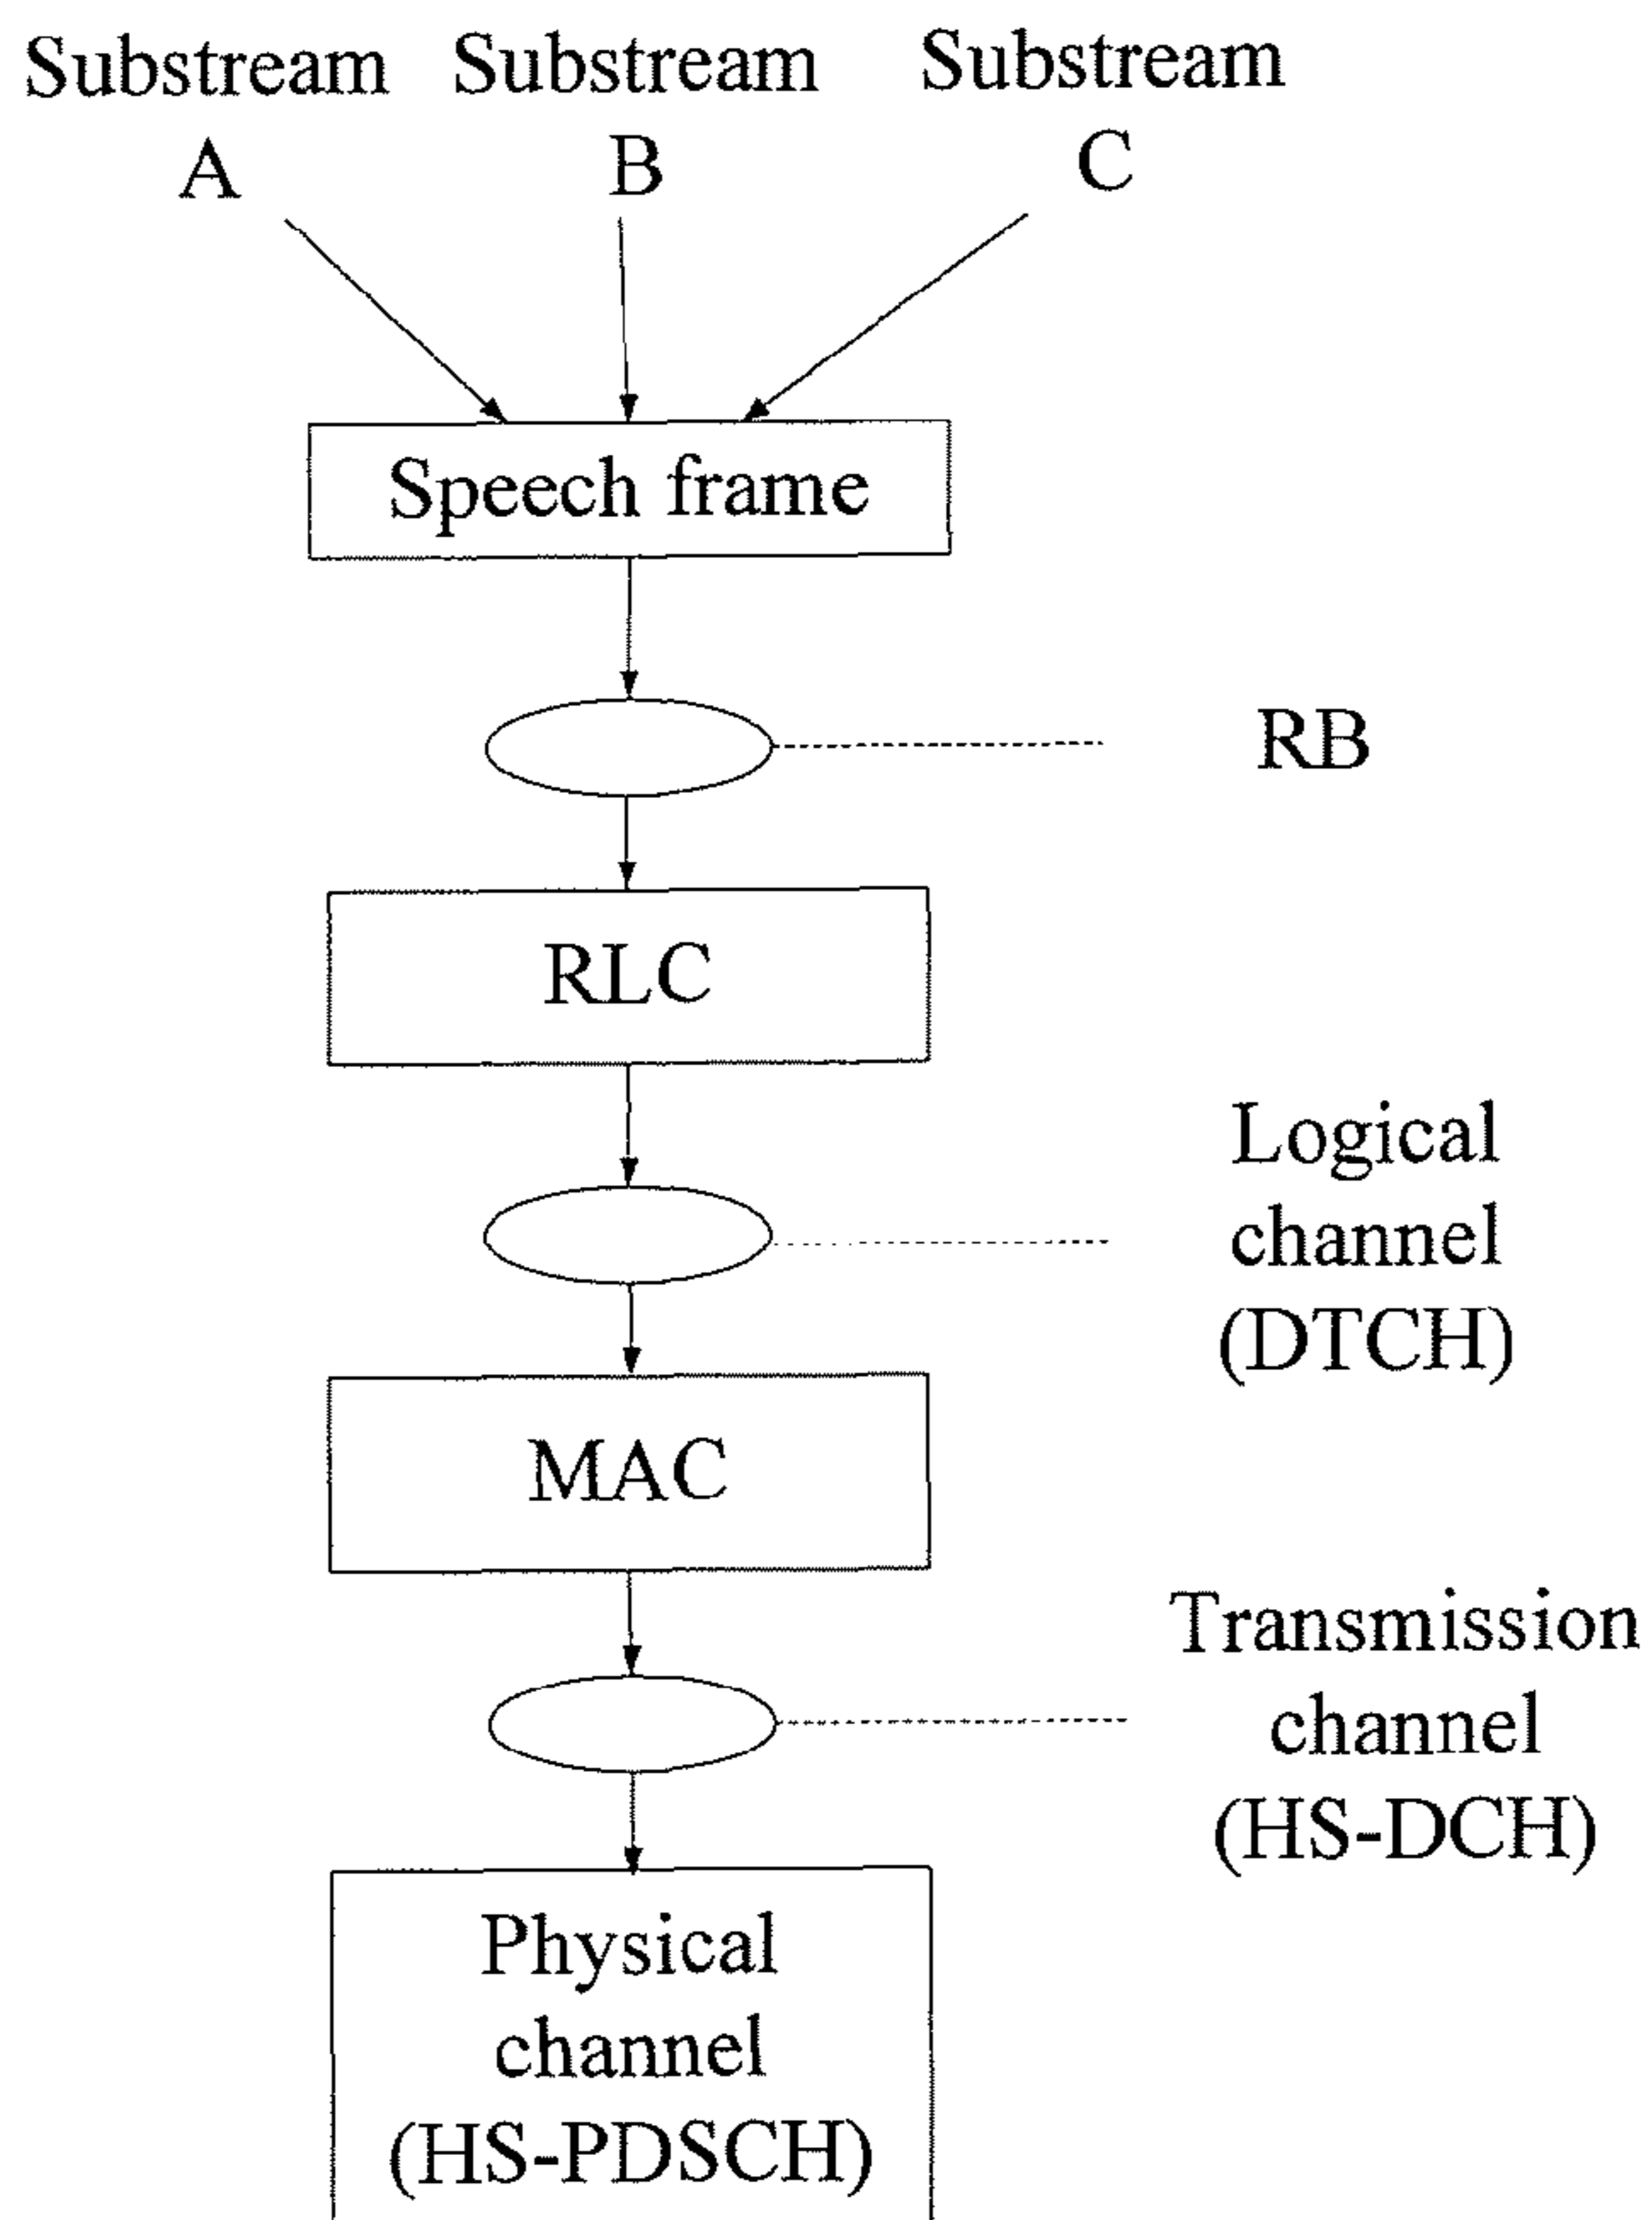 Substream Substream Substream
A B C
Speech frame
RB
RLC
Logical
channel
(DTCH)
MAC
Transmission
channel
(HS-DCH)
Physical
channel
(HS-PDSCH)